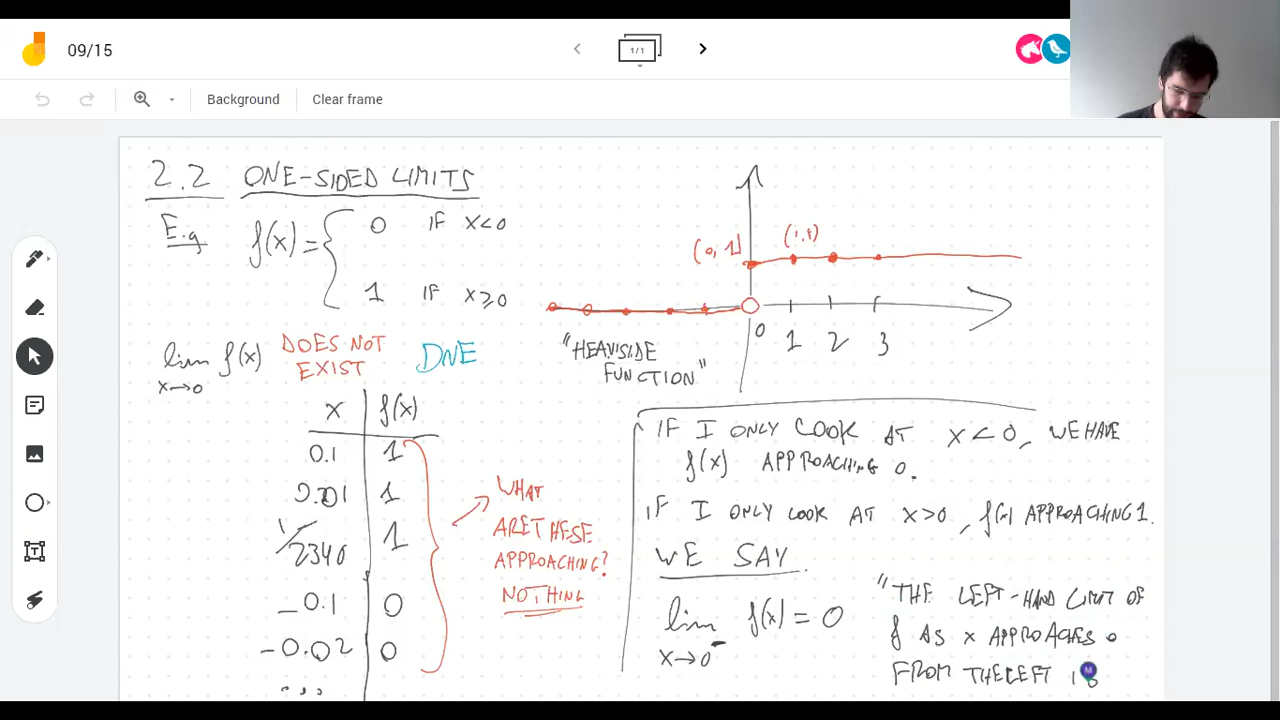 09/15
1/1
Background
Clear frame
2.2 ONE-SIDED LIMITS
E.g f(x) = { 0 IF x<0
1 IF x≥0
(0,1)
(1,1)
0 1 2 3
"HEAVISIDE
FUNCTION"
lim f(x) DOES NOT
EXIST
DNE
x→0
x f(x)
0.1 1
0.01 1
1/2340 1
-0.1 0
-0.02 0
...
WHAT
ARE THESE
APPROACHING?
NOTHING
IF I ONLY LOOK AT x<0, WE HAVE
f(x) APPROACHING 0.
IF I ONLY LOOK AT x>0, f(x) APPROACHING 1.
WE SAY
lim f(x) = 0
x→0⁻
"THE LEFT-HAND LIMIT OF
f AS x APPROACHES 0
FROM THE LEFT IS
M